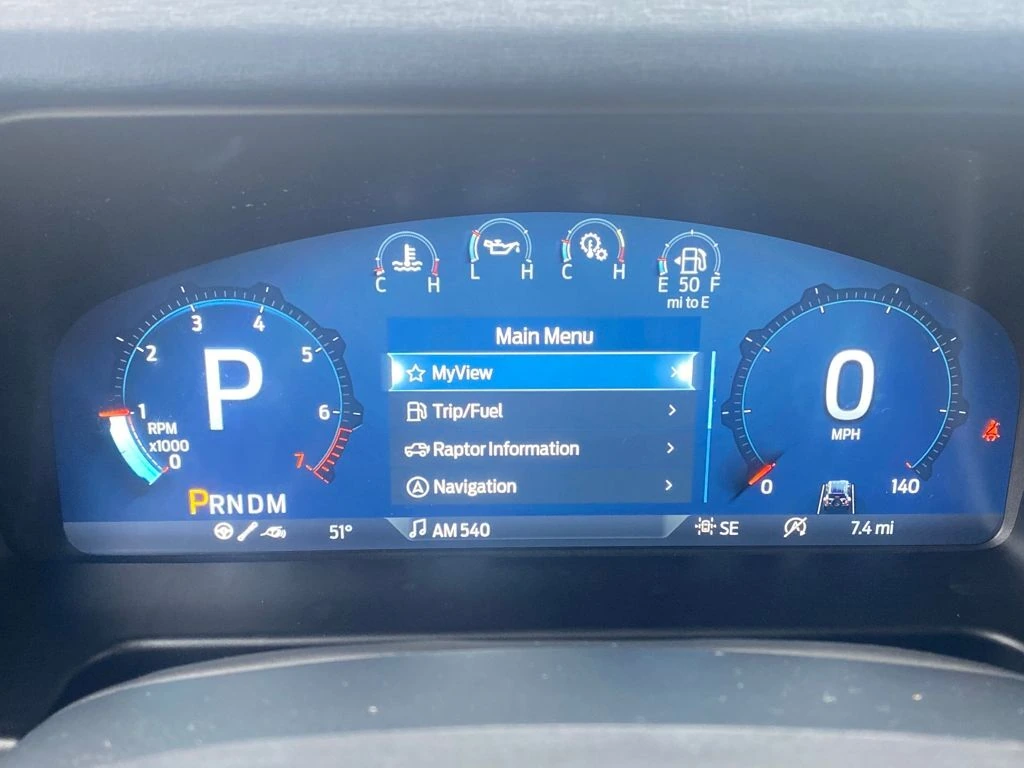 C H
L H
C H
E 50 F
mi to E
3 4
2 5
1 6
RPM
x1000
0 7
P
PRNDM
Main Menu
MyView
Trip/Fuel
Raptor Information
Navigation
0
MPH
0 140
51°
AM 540
SE
7.4 mi